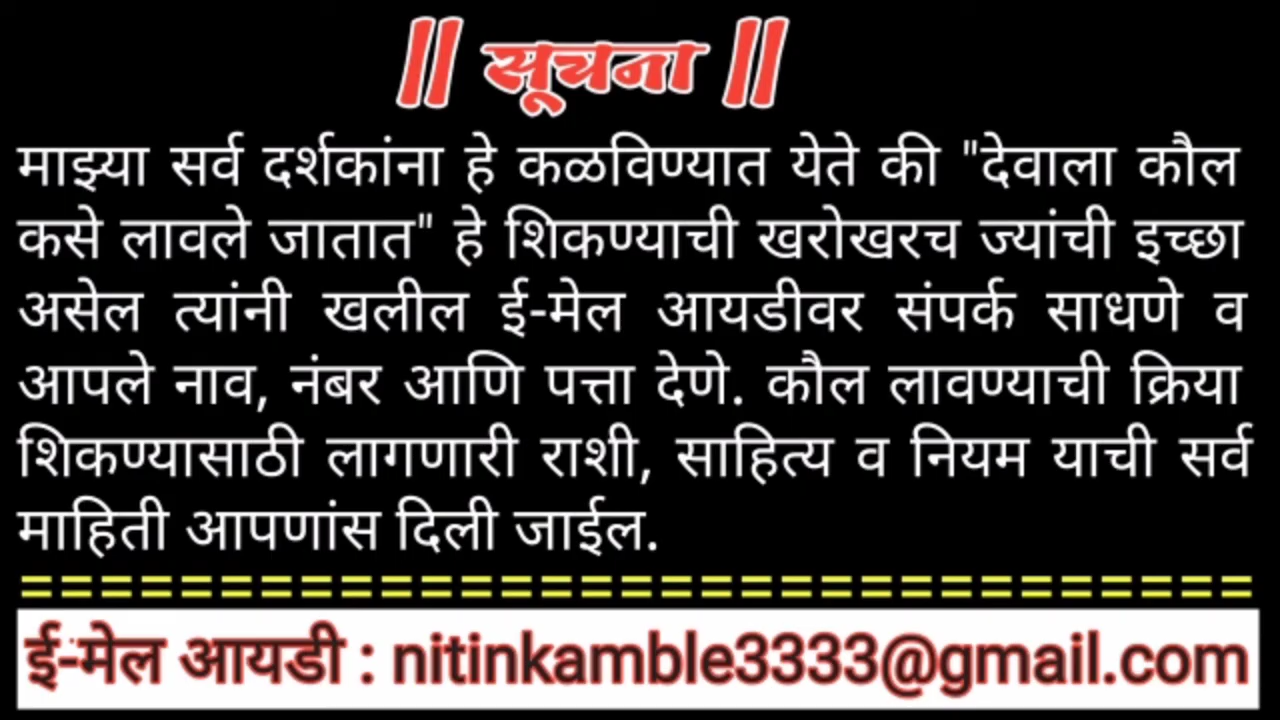 || सूचना ||
माझ्या सर्व दर्शकांना हे कळविण्यात येते की "देवाला कौल
कसे लावले जातात" हे शिकण्याची खरोखरच ज्यांची इच्छा
असेल त्यांनी खलील ई-मेल आयडीवर संपर्क साधणे व
आपले नाव, नंबर आणि पत्ता देणे. कौल लावण्याची क्रिया
शिकण्यासाठी लागणारी राशी, साहित्य व नियम याची सर्व
माहिती आपणांस दिली जाईल.
ई-मेल आयडी : nitinkamble3333@gmail.com